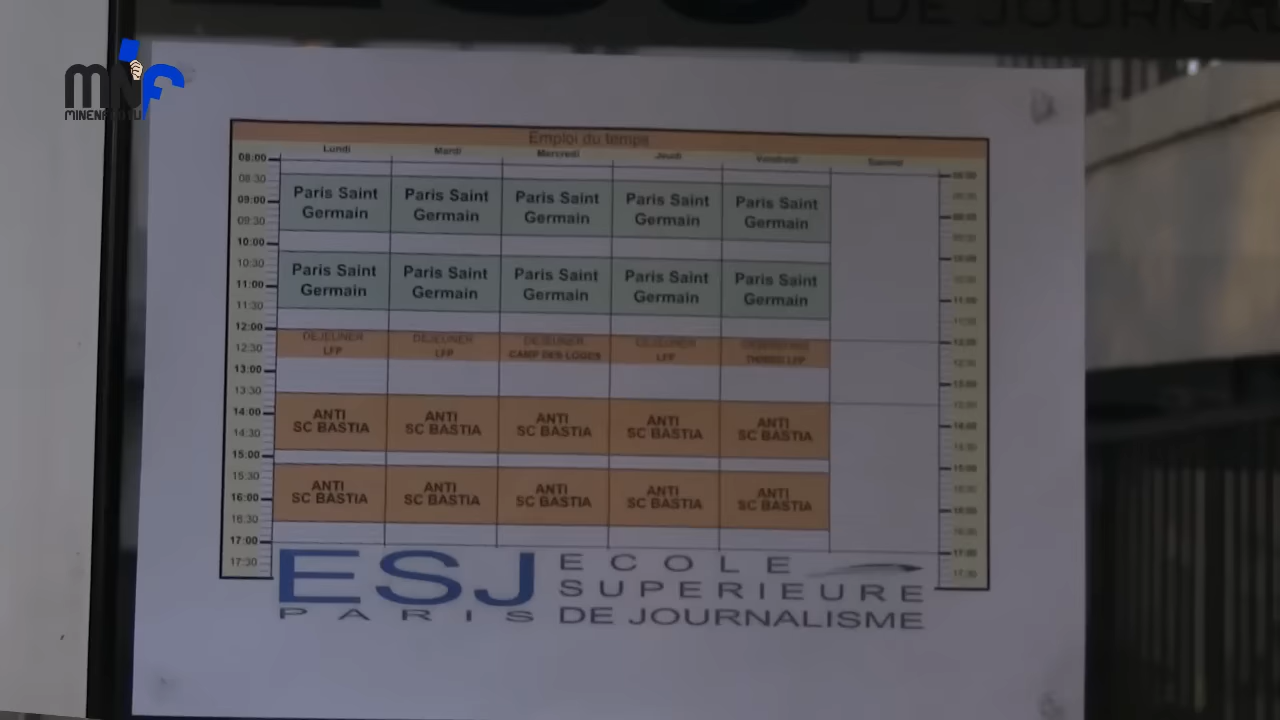 DE JOURNAL
MNF
Emploi du temps
Lundi Mardi Mercredi Jeudi Vendredi Samedi
08:00
08:30
09:00
09:30
10:00
10:30
11:00
11:30
12:00
12:30
13:00
13:30
14:00
14:30
15:00
15:30
16:00
16:30
17:00
17:30
Paris Saint Paris Saint Paris Saint Paris Saint Paris Saint
Germain Germain Germain Germain Germain
Paris Saint Paris Saint Paris Saint Paris Saint Paris Saint
Germain Germain Germain Germain Germain
DEJEUNER DEJEUNER DEJEUNER DEJEUNER
LFP LFP CAMP DES LOGES LFP LFP
ANTI ANTI ANTI ANTI ANTI
SC BASTIA SC BASTIA SC BASTIA SC BASTIA SC BASTIA
ANTI ANTI ANTI ANTI ANTI
SC BASTIA SC BASTIA SC BASTIA SC BASTIA SC BASTIA
ESJ ECOLE
SUPERIEURE
PARIS DE JOURNALISME